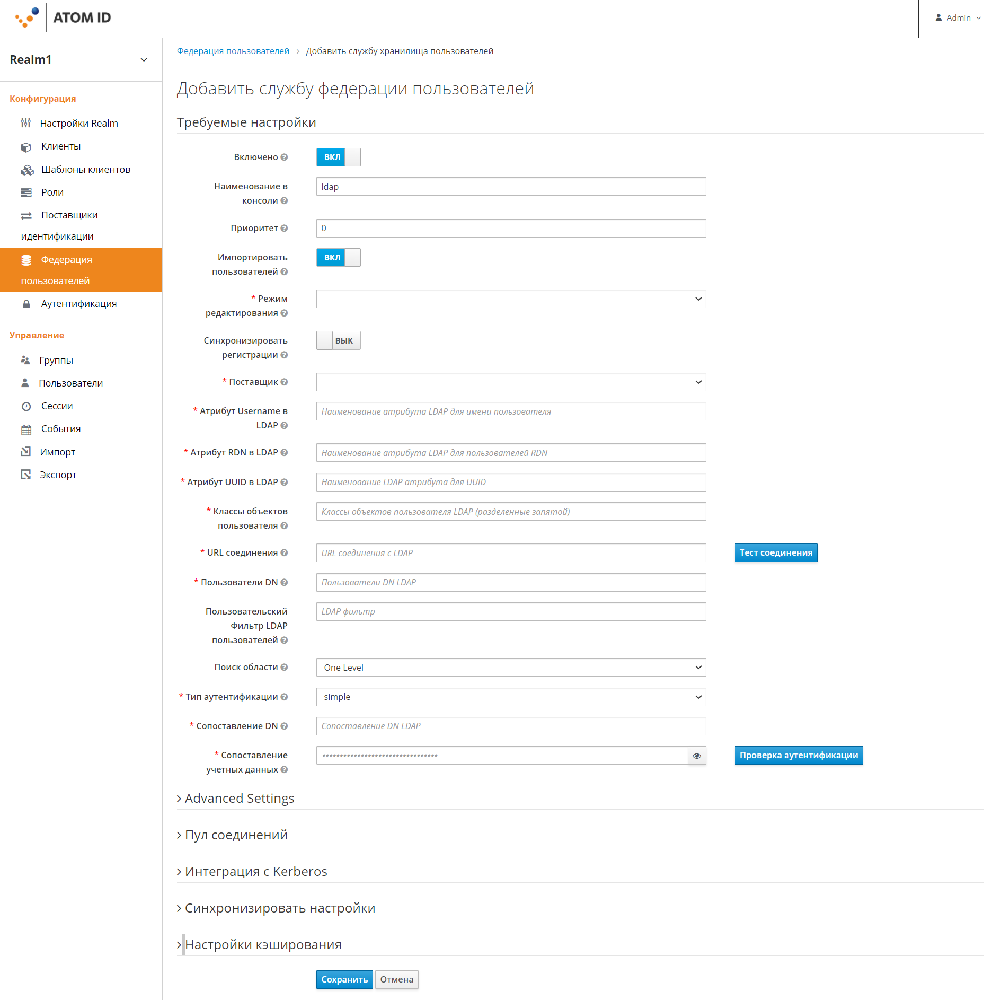 ATOM ID
Admin
Realm1
Конфигурация
Настройки Realm
Клиенты
Шаблоны клиентов
Роли
Поставщики
идентификации
Федерация
пользователей
Аутентификация
Управление
Группы
Пользователи
Сессии
События
Импорт
Экспорт
Федерация пользователей > Добавить службу хранилища пользователей
Добавить службу федерации пользователей
Требуемые настройки
Включено ВКЛ
Наименование в ldap
консоли
Приоритет 0
Импортировать ВКЛ
пользователей
* Режим
редактирования
Синхронизировать ВЫК
регистрации
* Поставщик
* Атрибут Username в Наименование атрибута LDAP для имени пользователя
LDAP
* Атрибут RDN в LDAP Наименование атрибута LDAP для пользователей RDN
* Атрибут UUID в LDAP Наименование LDAP атрибута для UUID
* Классы объектов Классы объектов пользователя LDAP (разделенные запятой)
пользователя
* URL соединения URL соединения с LDAP Тест соединения
* Пользователи DN Пользователи DN LDAP
Пользовательский LDAP фильтр
Фильтр LDAP
пользователей
Поиск области One Level
* Тип аутентификации simple
* Сопоставление DN Сопоставление DN LDAP
* Сопоставление Проверка аутентификации
учетных данных
Advanced Settings
Пул соединений
Интеграция с Kerberos
Синхронизировать настройки
Настройки кэширования
Сохранить Отмена